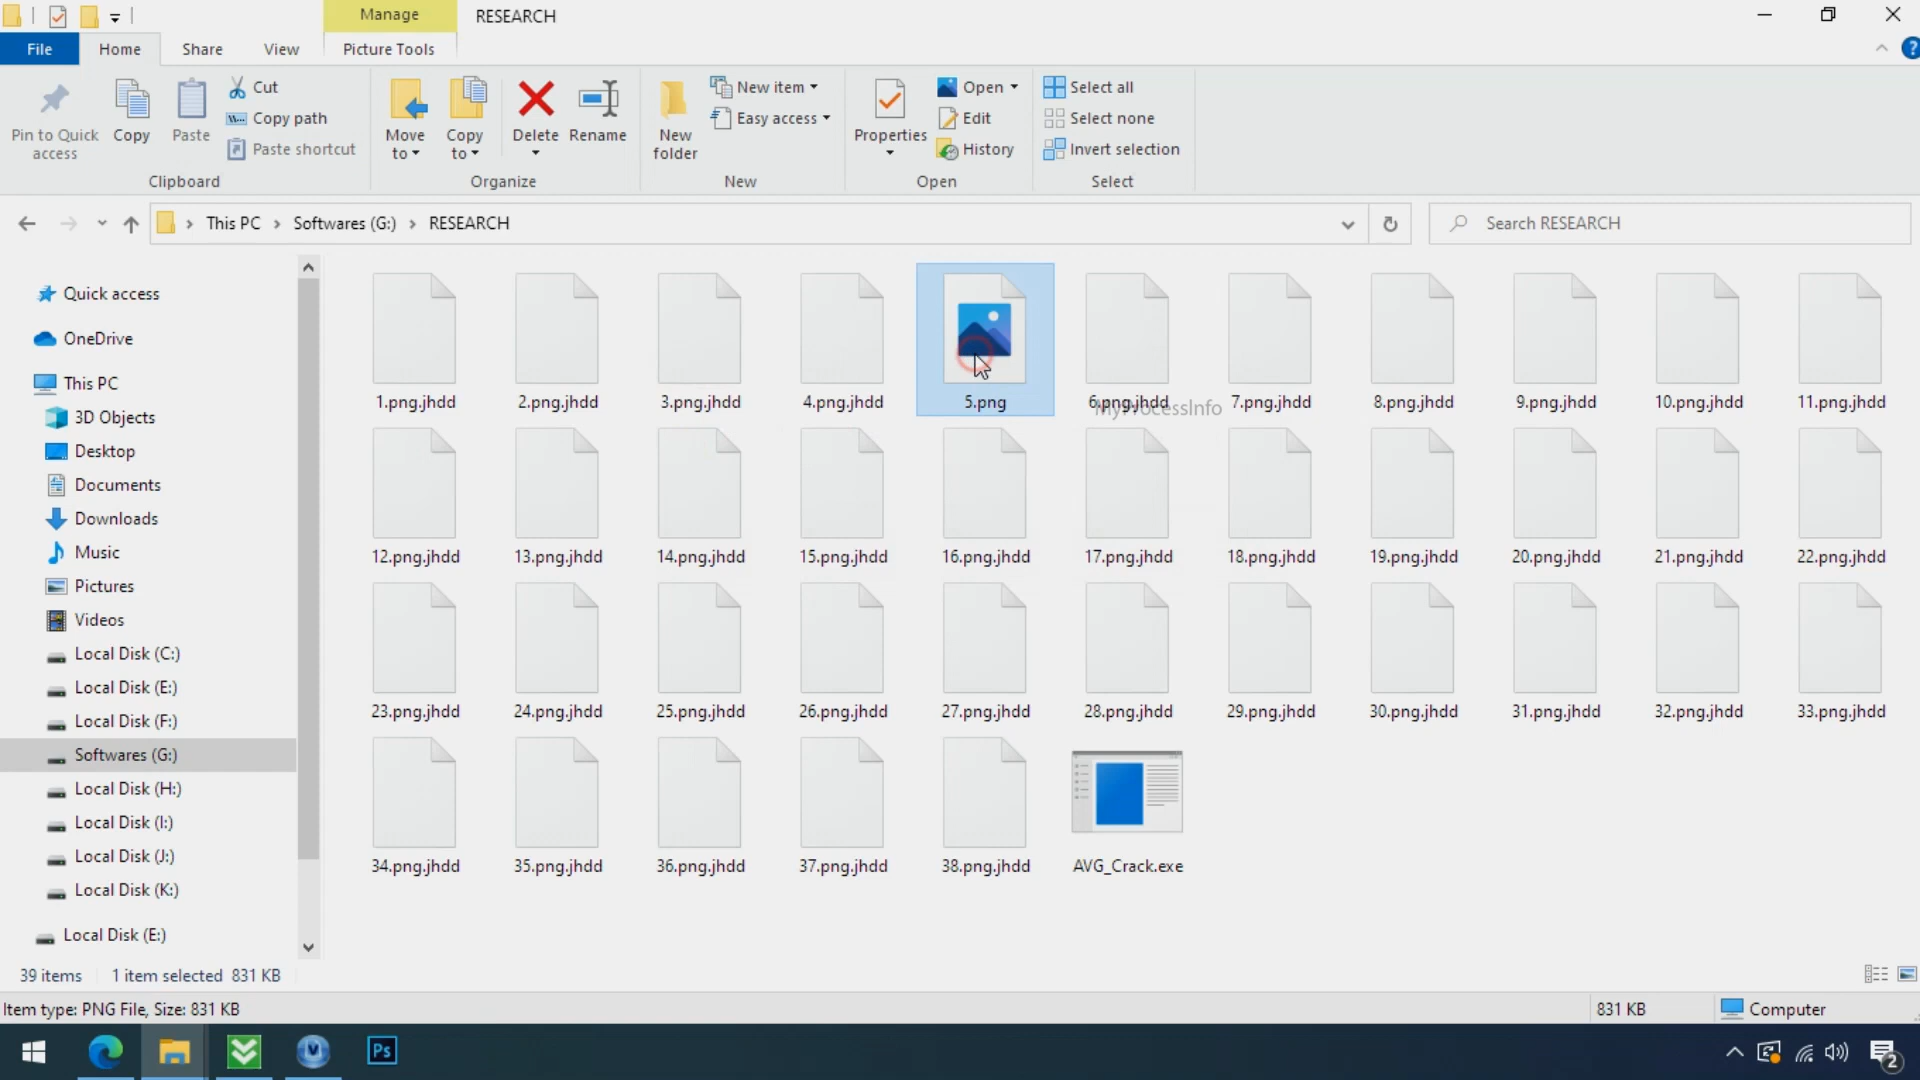 Manage
RESEARCH
File
Home
Share
View
Picture Tools
Pin to Quick access
Copy
Paste
Cut
Copy path
Paste shortcut
Clipboard
Move to
Copy to
Delete
Rename
Organize
New folder
New item
Easy access
New
Properties
Open
Edit
History
Open
Select all
Select none
Invert selection
Select
This PC > Softwares (G:) > RESEARCH
Search RESEARCH
Quick access
OneDrive
This PC
3D Objects
Desktop
Documents
Downloads
Music
Pictures
Videos
Local Disk (C:)
Local Disk (E:)
Local Disk (F:)
Softwares (G:)
Local Disk (H:)
Local Disk (I:)
Local Disk (J:)
Local Disk (K:)
Local Disk (E:)
1.png.jhdd 2.png.jhdd 3.png.jhdd 4.png.jhdd 5.png 6.png.jhdd 7.png.jhdd 8.png.jhdd 9.png.jhdd 10.png.jhdd 11.png.jhdd
MyProcessInfo
12.png.jhdd 13.png.jhdd 14.png.jhdd 15.png.jhdd 16.png.jhdd 17.png.jhdd 18.png.jhdd 19.png.jhdd 20.png.jhdd 21.png.jhdd 22.png.jhdd
23.png.jhdd 24.png.jhdd 25.png.jhdd 26.png.jhdd 27.png.jhdd 28.png.jhdd 29.png.jhdd 30.png.jhdd 31.png.jhdd 32.png.jhdd 33.png.jhdd
34.png.jhdd 35.png.jhdd 36.png.jhdd 37.png.jhdd 38.png.jhdd AVG_Crack.exe
39 items 1 item selected 831 KB
Item type: PNG File, Size: 831 KB
831 KB
Computer
Ps
2